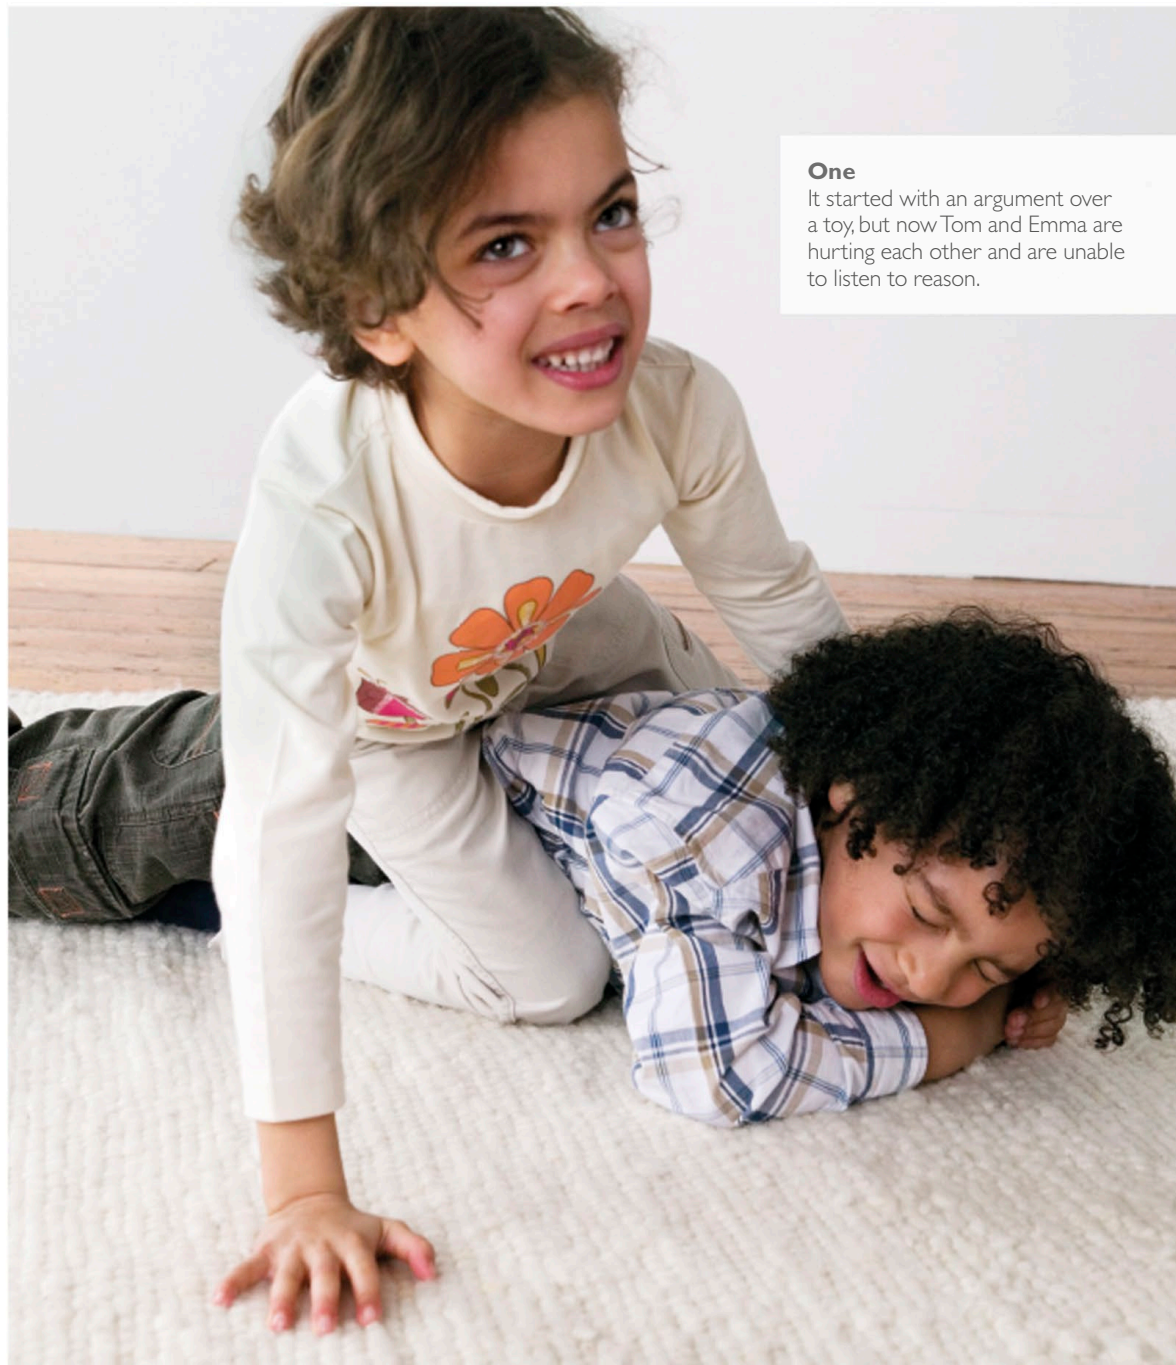 One
It started with an argument over
a toy, but now Tom and Emma are
hurting each other and are unable
to listen to reason.